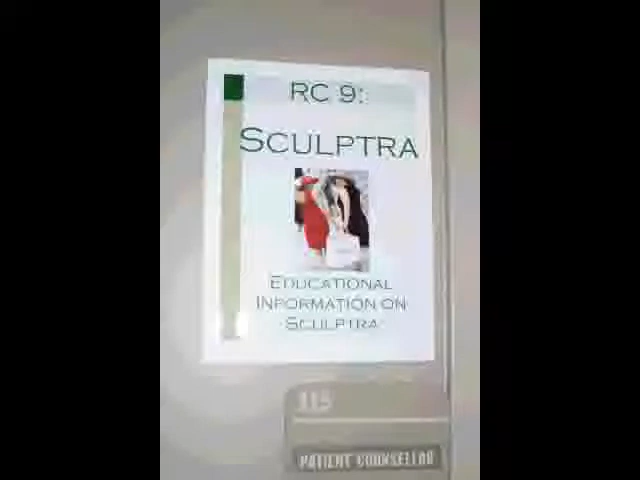 RC 9:
SCULPTRA
EDUCATIONAL
INFORMATION ON
SCULPTRA
115
PATIENT COUNSELLOR